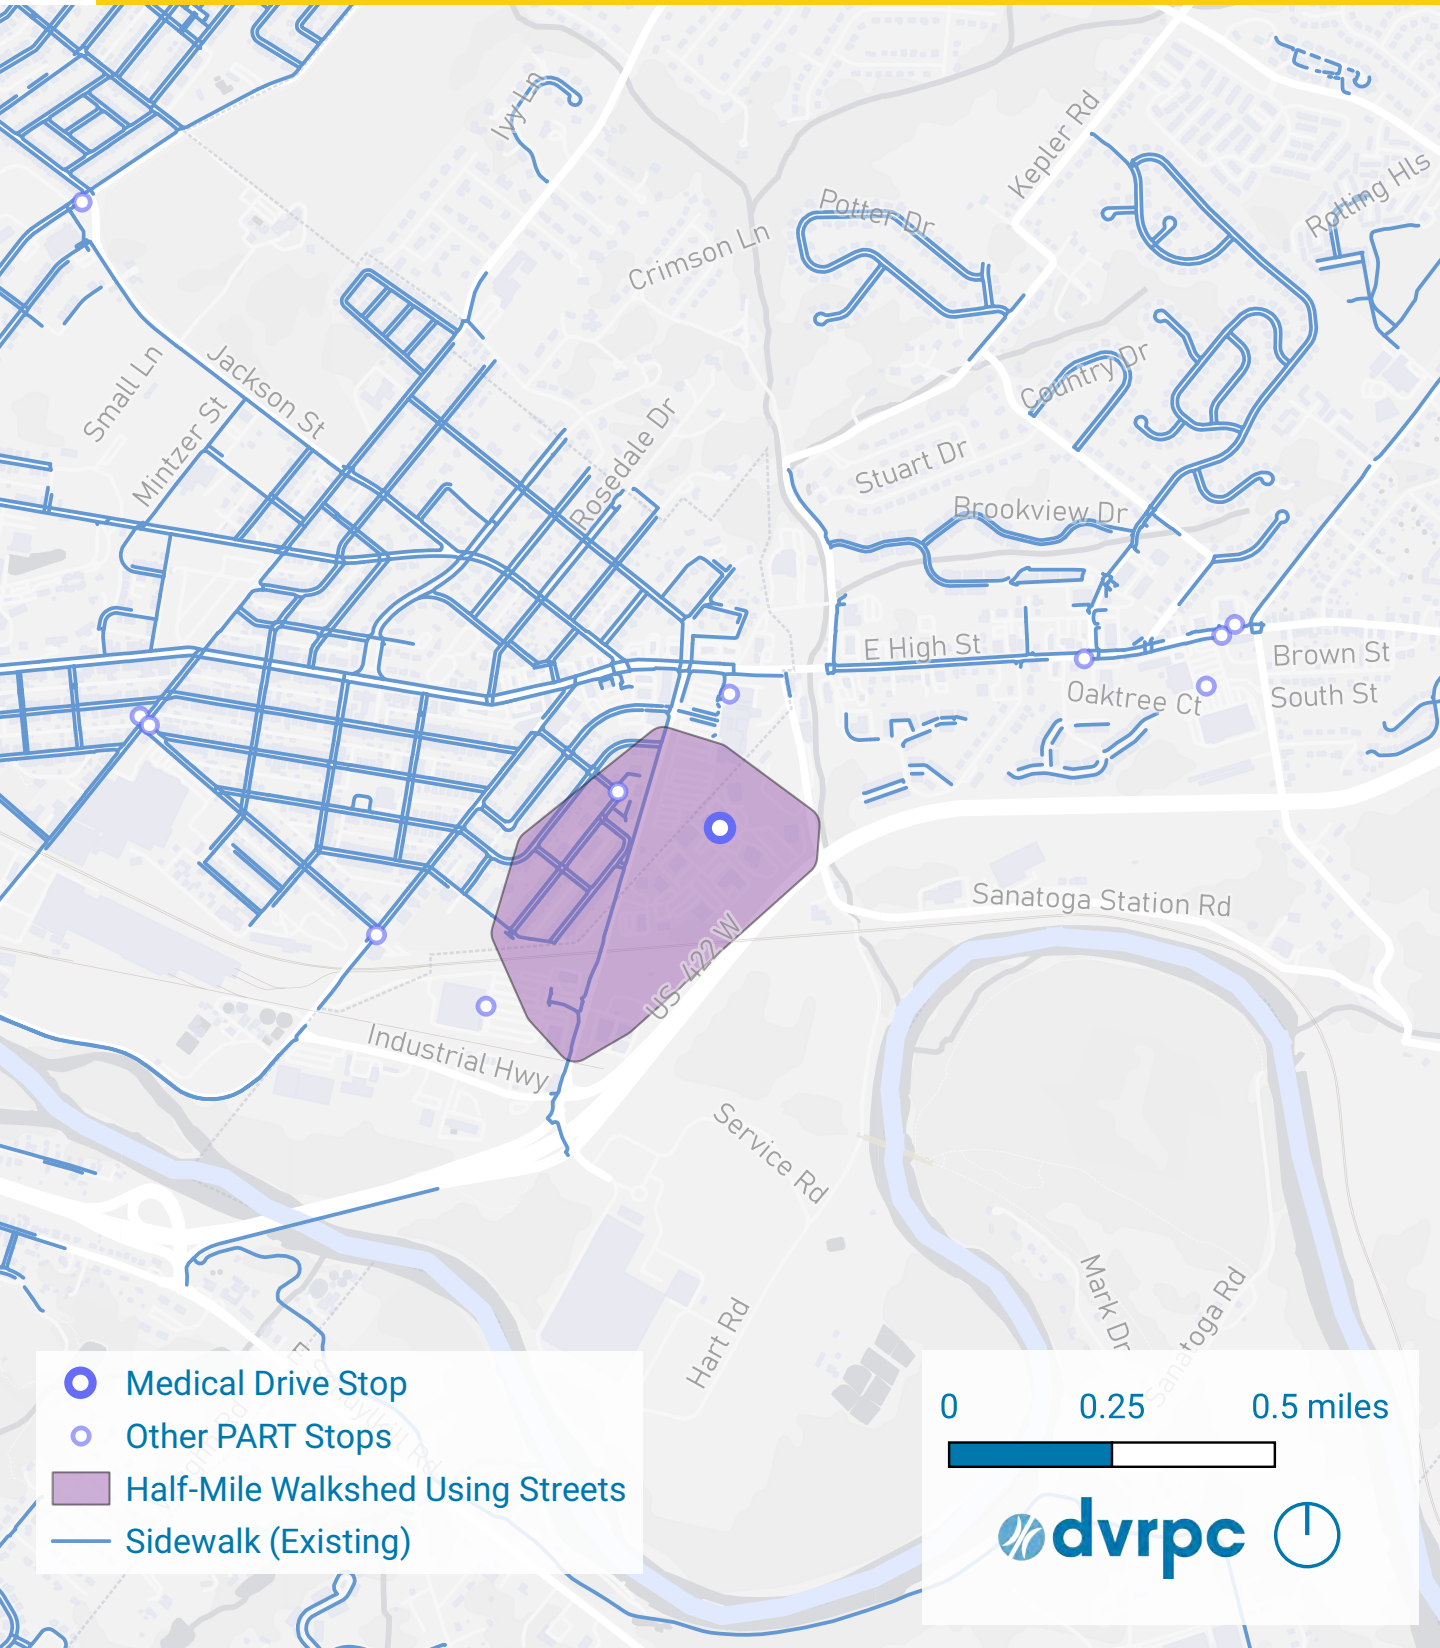 Ivy Ln
Kepler Rd
Rolling Hls
Potter Dr
Crimson Ln
Small Ln
Jackson St
Mintzer St
Country Dr
Rosedale Dr
Stuart Dr
Brookview Dr
E High St
Brown St
Oaktree Ct
South St
Sanatoga Station Rd
US-422 W
Industrial Hwy
Service Rd
Mark Dr
Sanatoga Rd
Hart Rd
Medical Drive Stop
Other PART Stops
Half-Mile Walkshed Using Streets
Sidewalk (Existing)
0 0.25 0.5 miles
dvrpc